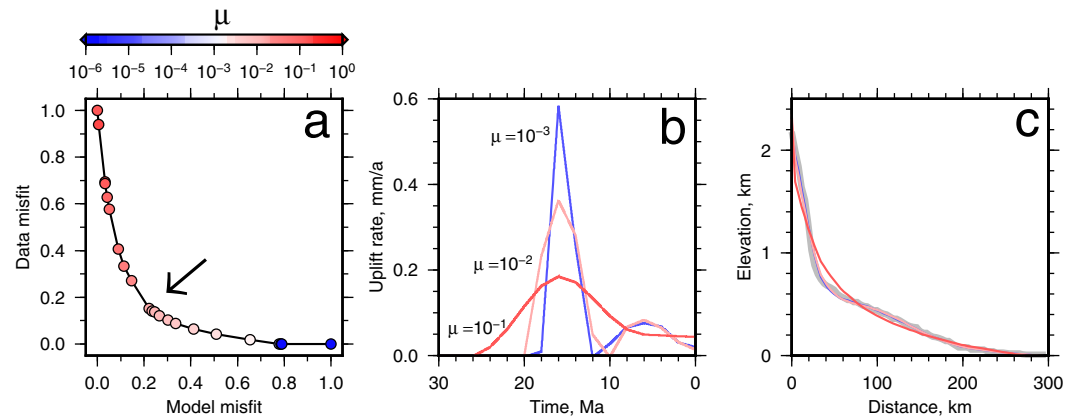 μ
10⁻⁶ 10⁻⁵ 10⁻⁴ 10⁻³ 10⁻² 10⁻¹ 10⁰
a
1.0
0.8
0.6
0.4
0.2
0.0
Data misfit
0.0 0.2 0.4 0.6 0.8 1.0
Model misfit
b
0.6
0.4
0.2
0.0
Uplift rate, mm/a
μ =10⁻³
μ =10⁻²
μ =10⁻¹
30 20 10 0
Time, Ma
c
2
1
0
Elevation, km
0 100 200 300
Distance, km